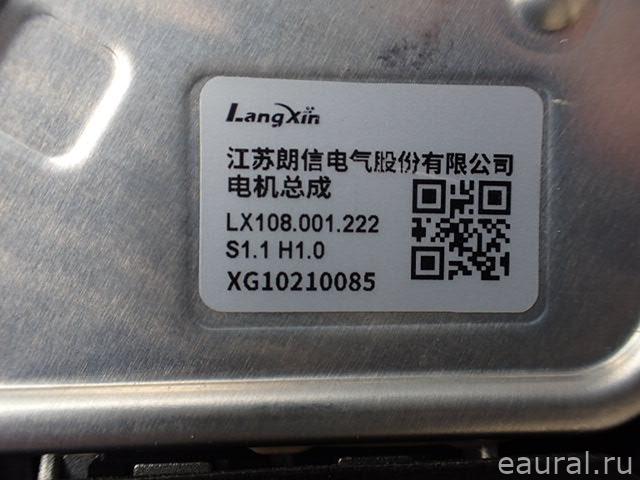 LangXin
江苏朗信电气股份有限公司
电机总成
LX108.001.222
S1.1 H1.0
XG10210085
eaural.ru